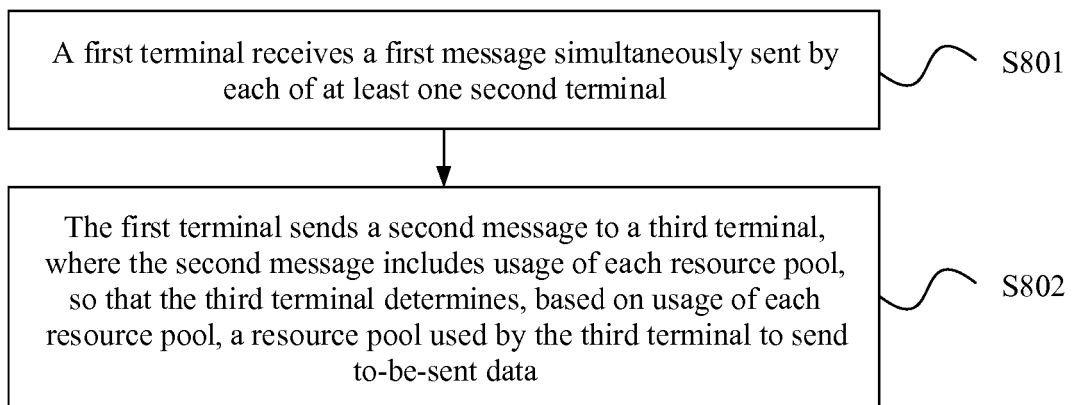 A first terminal receives a first message simultaneously sent by
each of at least one second terminal
S801
The first terminal sends a second message to a third terminal,
where the second message includes usage of each resource pool,
so that the third terminal determines, based on usage of each
resource pool, a resource pool used by the third terminal to send
to-be-sent data
S802